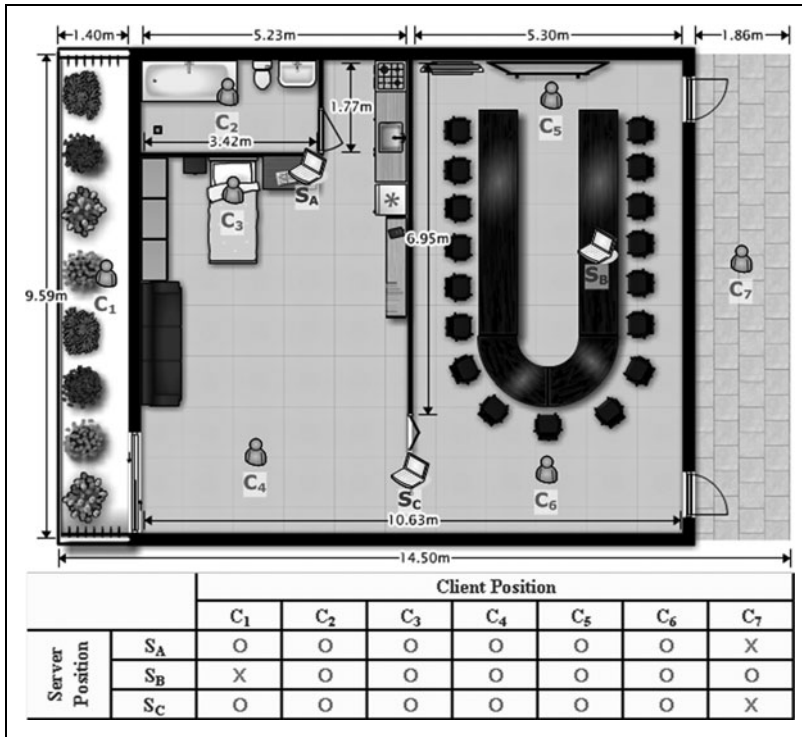 1.40m 5.23m 5.30m 1.86m
C2
1.77m
C5
3.42m
SA
C3
6.95m
SB
C7
9.59m
C1
C4
SC
C6
10.63m
14.50m
Client Position
C1 C2 C3 C4 C5 C6 C7
Server Position
SA O O O O O O X
SB X O O O O O O
SC O O O O O O X